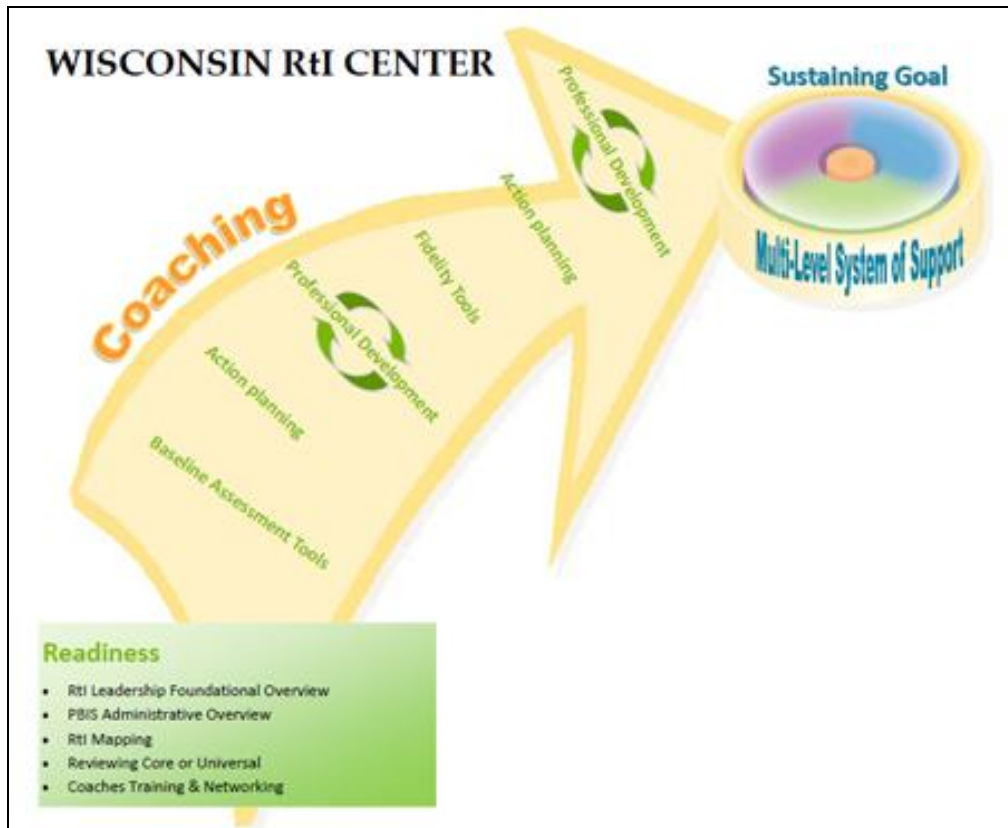 WISCONSIN RtI CENTER
Sustaining Goal
Multi-Level System of Support
Coaching
Professional Development
Action planning
Fidelity Tools
Professional Development
Action planning
Baseline Assessment Tools
Readiness
• RtI Leadership Foundational Overview
• PBIS Administrative Overview
• RtI Mapping
• Reviewing Core or Universal
• Coaches Training & Networking